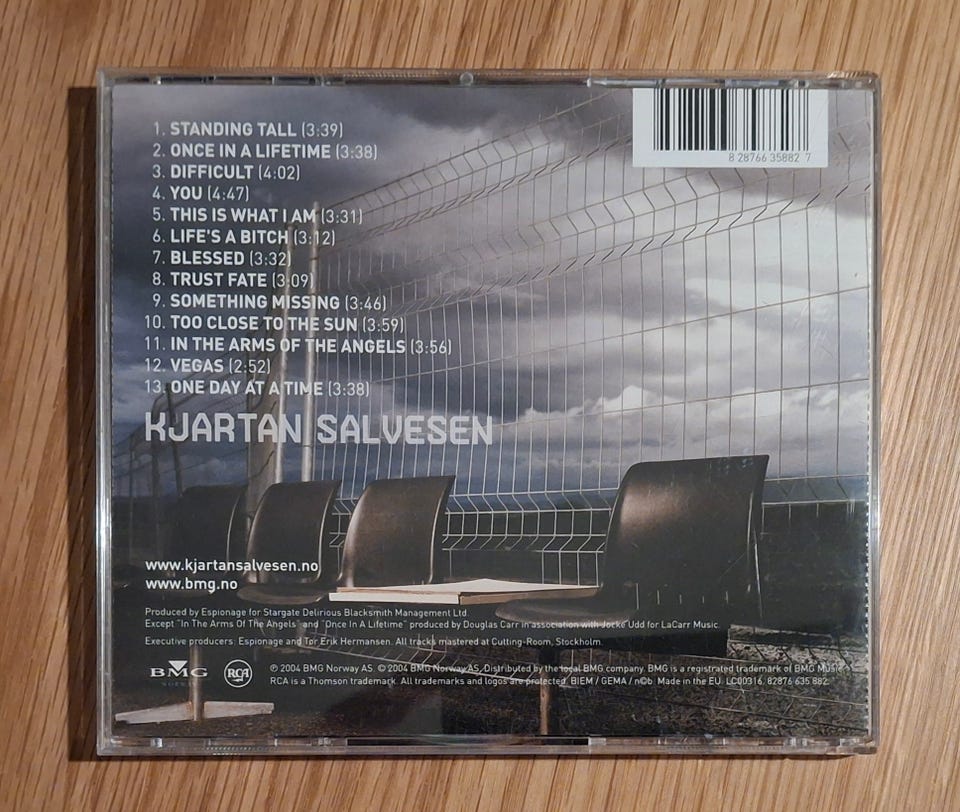 8 28766 35882 7
1. STANDING TALL (3:39)
2. ONCE IN A LIFETIME (3:38)
3. DIFFICULT (4:02)
4. YOU (4:47)
5. THIS IS WHAT I AM (3:31)
6. LIFE'S A BITCH (3:12)
7. BLESSED (3:32)
8. TRUST FATE (3:09)
9. SOMETHING MISSING (3:46)
10. TOO CLOSE TO THE SUN (3:59)
11. IN THE ARMS OF THE ANGELS (3:56)
12. VEGAS (2:52)
13. ONE DAY AT A TIME (3:38)
KJARTAN SALVESEN
www.kjartansalvesen.no
www.bmg.no
Produced by Espionage for Stargate Delirious Blacksmith Management Ltd.
Except "In The Arms Of The Angels" and "Once In A Lifetime" produced by Douglas Carr in association with Jocke Udd for LaCarr Music.
Executive producers: Espionage and Tor Erik Hermansen. All tracks mastered at Cutting-Room, Stockholm.
BMG
NORWAY
RCA
℗ 2004 BMG Norway AS. © 2004 BMG Norway AS, Distributed by the local BMG company. BMG is a registrated trademark of BMG Music
RCA is a Thomson trademark. All trademarks and logos are protected. BIEM / GEMA / nCb. Made in the EU. LC00316. 82876 635 882.